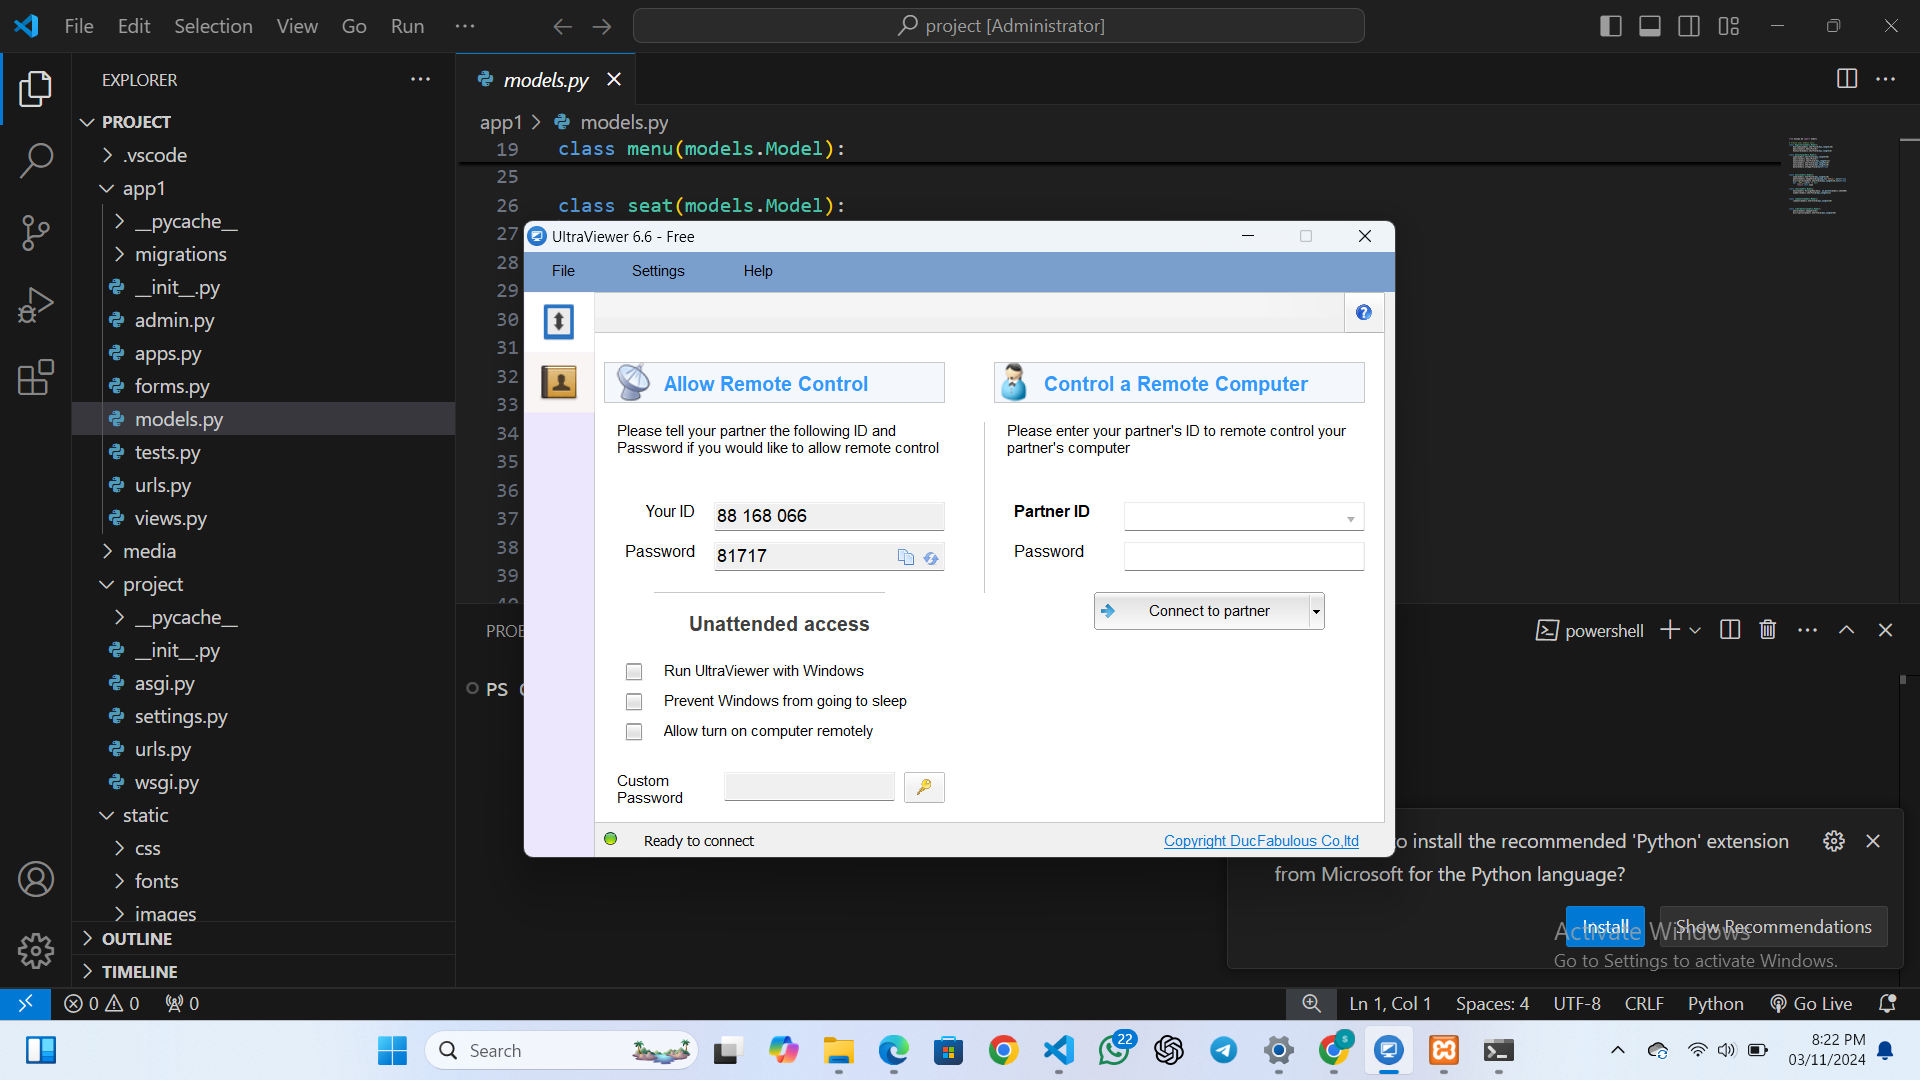 File Edit Selection View Go Run
project [Administrator]
EXPLORER
PROJECT
.vscode
app1
__pycache__
migrations
__init__.py
admin.py
apps.py
forms.py
models.py
tests.py
urls.py
views.py
media
project
__pycache__
__init__.py
asgi.py
settings.py
urls.py
wsgi.py
static
css
fonts
images
OUTLINE
TIMELINE
models.py
app1 > models.py
19 class menu(models.Model):
25
26 class seat(models.Model):
27
28
29
30
31
32
33
34
35
36
37
38
39
UltraViewer 6.6 - Free
File Settings Help
Allow Remote Control
Please tell your partner the following ID and
Password if you would like to allow remote control
Your ID 88 168 066
Password 81717
Unattended access
Run UltraViewer with Windows
Prevent Windows from going to sleep
Allow turn on computer remotely
Custom
Password
Ready to connect
Control a Remote Computer
Please enter your partner's ID to remote control your
partner's computer
Partner ID
Password
Connect to partner
Copyright DucFabulous Co,ltd
powershell
PS
install the recommended 'Python' extension
from Microsoft for the Python language?
Install Show Recommendations
Activate Windows
Go to Settings to activate Windows.
0 0 0
Ln 1, Col 1 Spaces: 4 UTF-8 CRLF Python Go Live
Search
22
8:22 PM
03/11/2024